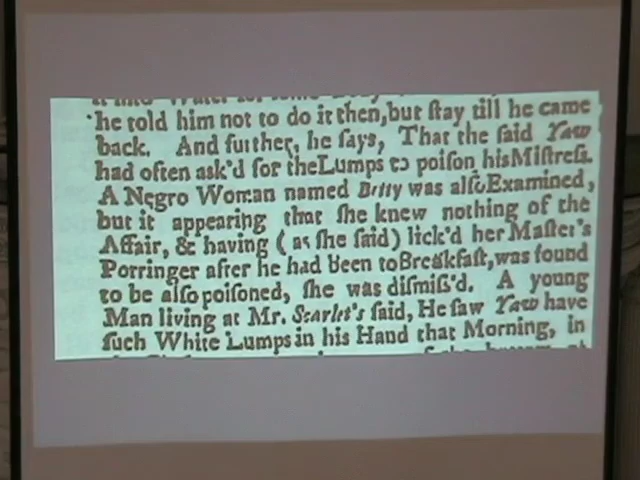 he told him not to do it then, but ſtay till he came
back. And further, he ſays, That the ſaid Yaw
had often ask'd for the Lumps to poiſon his Miſtreſs.
A Negro Woman named Betty was alſo Examined,
but it appearing that ſhe knew nothing of the
Affair, & having (as ſhe ſaid) lick'd her Maſter's
Porringer after he had been to Breakfaſt, was found
to be alſo poiſoned, ſhe was diſmiſſ'd. A young
Man living at Mr. Scarlet's ſaid, He ſaw Yaw have
ſuch White Lumps in his Hand that Morning, in